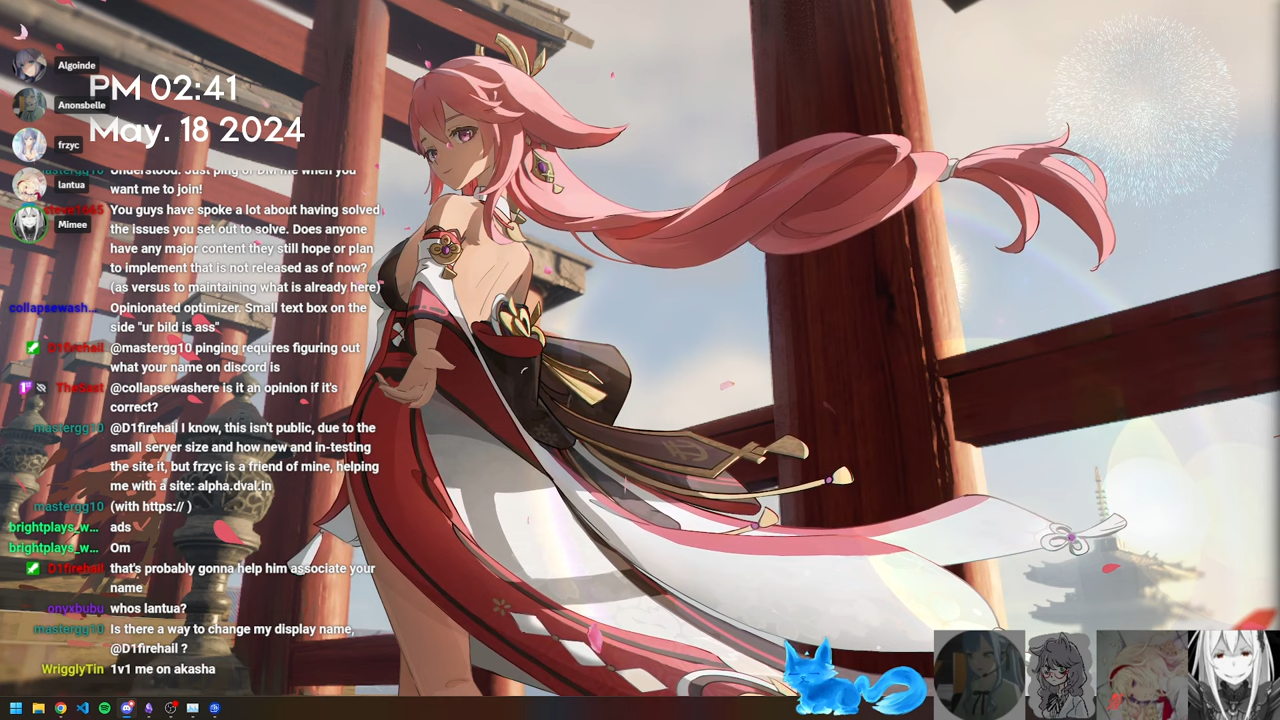 Algoinde
PM 02:41
Anonsbelle
May. 18 2024
frzyc
mastergg10 Understood. Just ping or DM me when you
lantua
want me to join!
You guys have spoke a lot about having solved
Mimee
the issues you set out to solve. Does anyone
have any major content they still hope or plan
to implement that is not released as of now?
(as versus to maintaining what is already here)
collapsewash... Opinionated optimizer. Small text box on the
side "ur bild is ass"
D1firehail @mastergg10 pinging requires figuring out
what your name on discord is
TheSeet @collapsewashere is it an opinion if it's
correct?
mastergg10 @D1firehail I know, this isn't public, due to the
small server size and how new and in-testing
the site it, but frzyc is a friend of mine, helping
me with a site: alpha.dval.in
mastergg10 (with https:// )
brightplays_w... ads
brightplays_w... Om
D1firehail that's probably gonna help him associate your
name
onyxbubu whos lantua?
mastergg10 Is there a way to change my display name,
@D1firehail ?
WrigglyTin 1v1 me on akasha